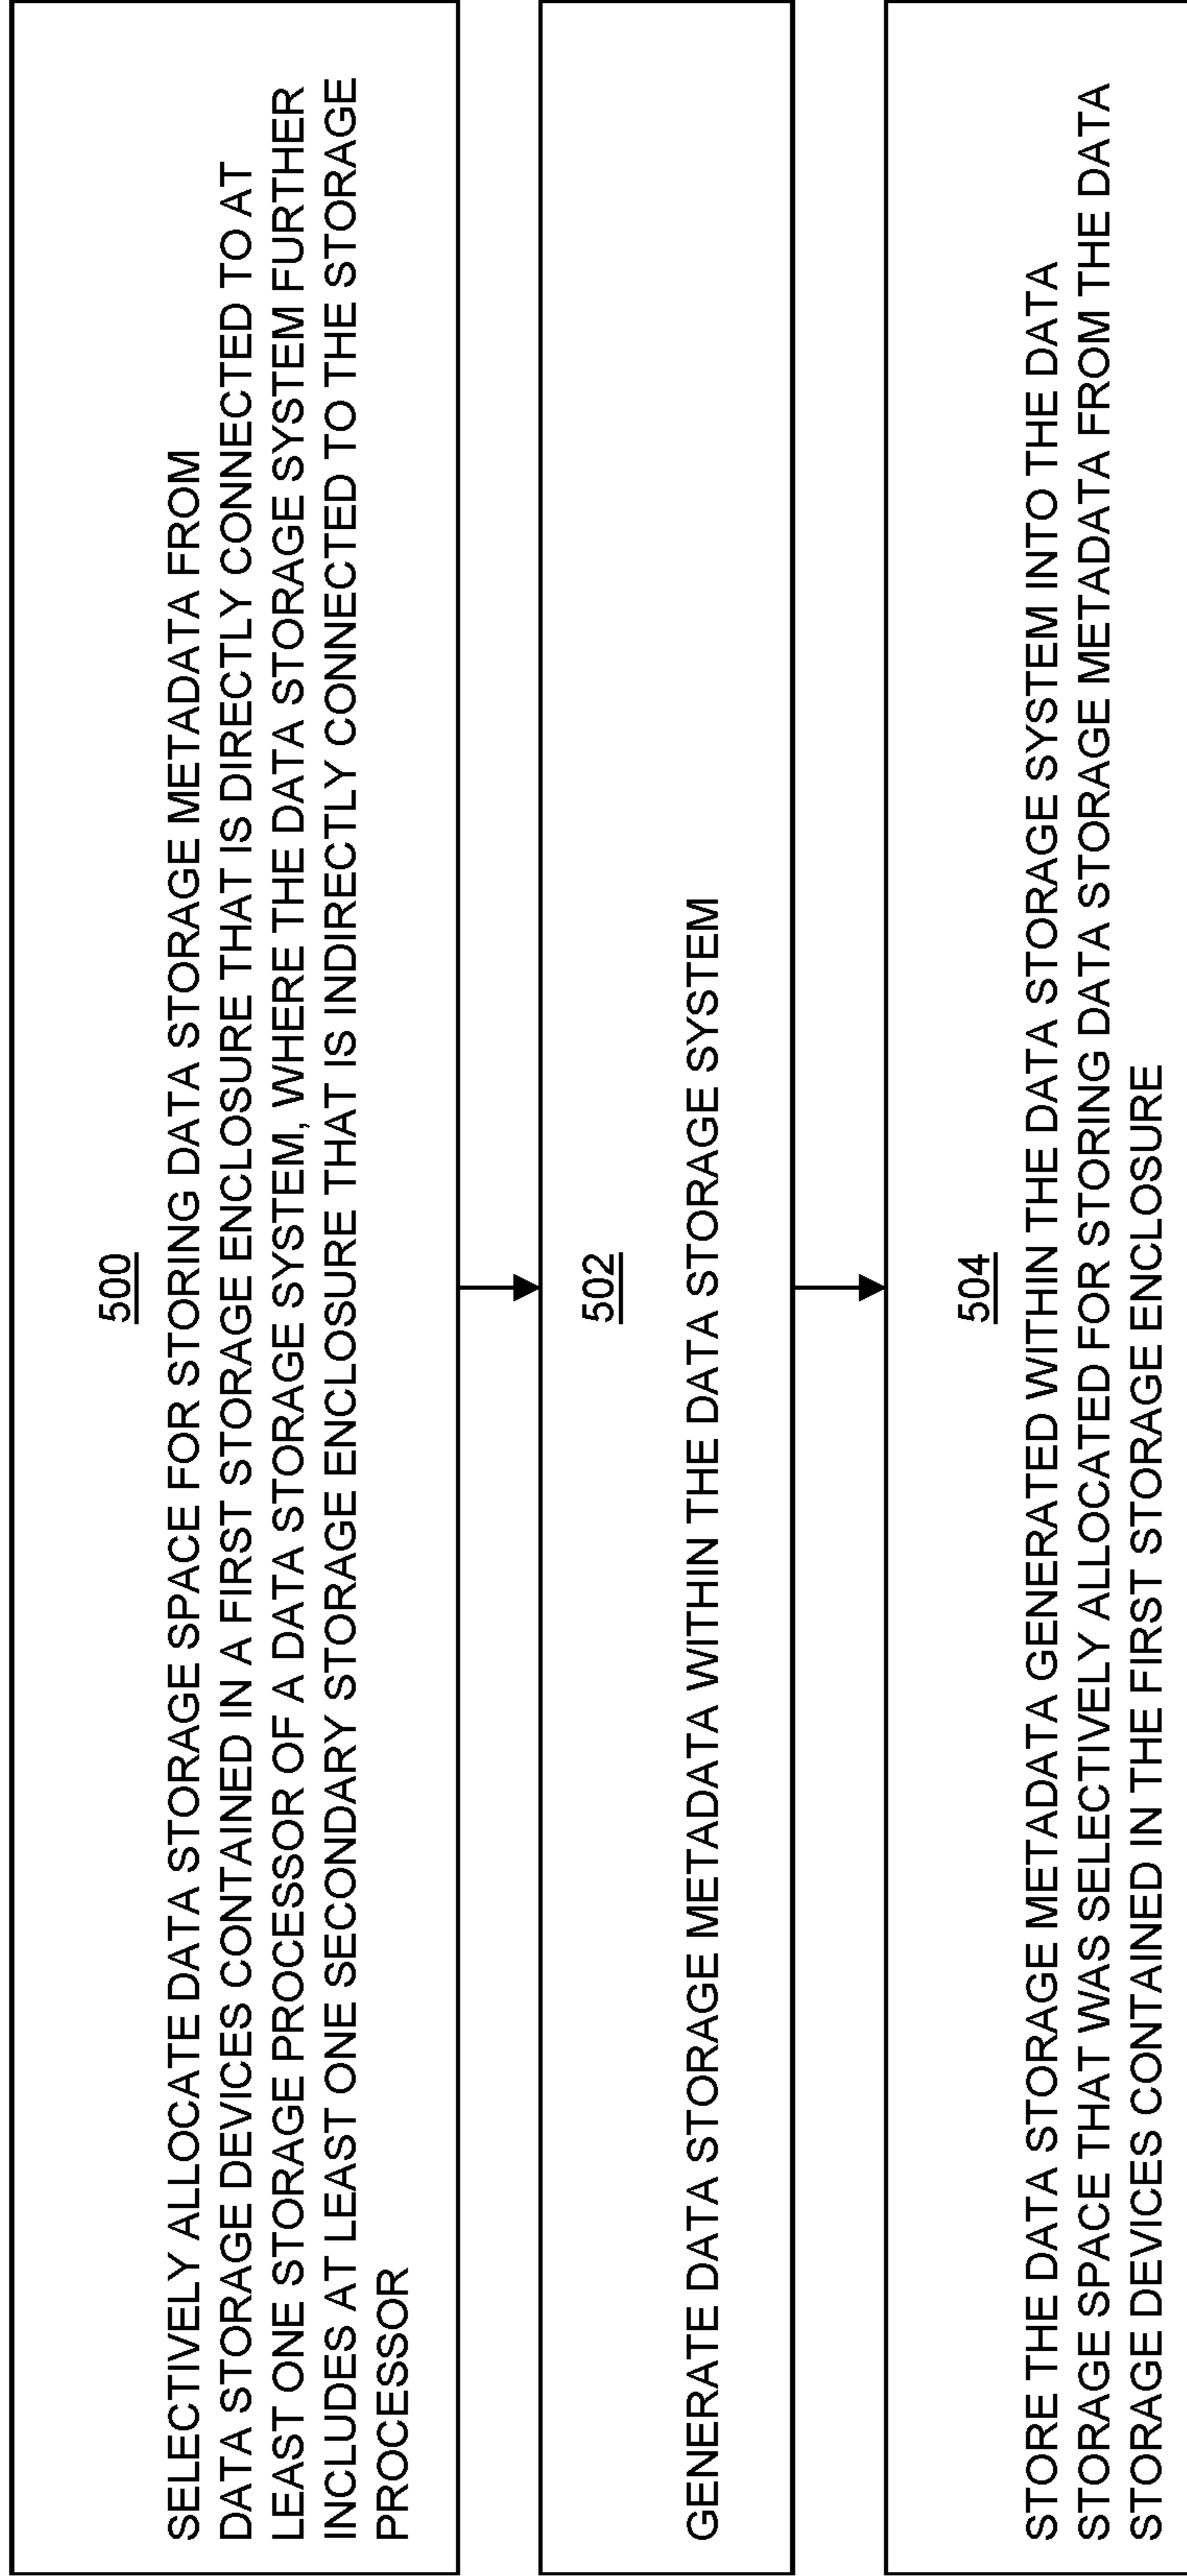 500
SELECTIVELY ALLOCATE DATA STORAGE SPACE FOR STORING DATA STORAGE METADATA FROM
DATA STORAGE DEVICES CONTAINED IN A FIRST STORAGE ENCLOSURE THAT IS DIRECTLY CONNECTED TO AT
LEAST ONE STORAGE PROCESSOR OF A DATA STORAGE SYSTEM, WHERE THE DATA STORAGE SYSTEM FURTHER
INCLUDES AT LEAST ONE SECONDARY STORAGE ENCLOSURE THAT IS INDIRECTLY CONNECTED TO THE STORAGE
PROCESSOR
502
GENERATE DATA STORAGE METADATA WITHIN THE DATA STORAGE SYSTEM
504
STORE THE DATA STORAGE METADATA GENERATED WITHIN THE DATA STORAGE SYSTEM INTO THE DATA
STORAGE SPACE THAT WAS SELECTIVELY ALLOCATED FOR STORING DATA STORAGE METADATA FROM THE DATA
STORAGE DEVICES CONTAINED IN THE FIRST STORAGE ENCLOSURE